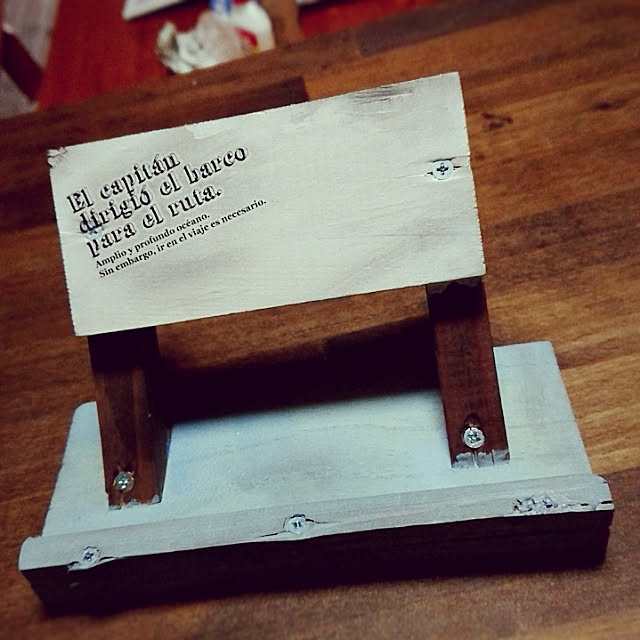 El capitán
dirigió el barco
para el ruta.
Amplio y profundo océano.
Sin embargo, ir en el viaje es necesario.